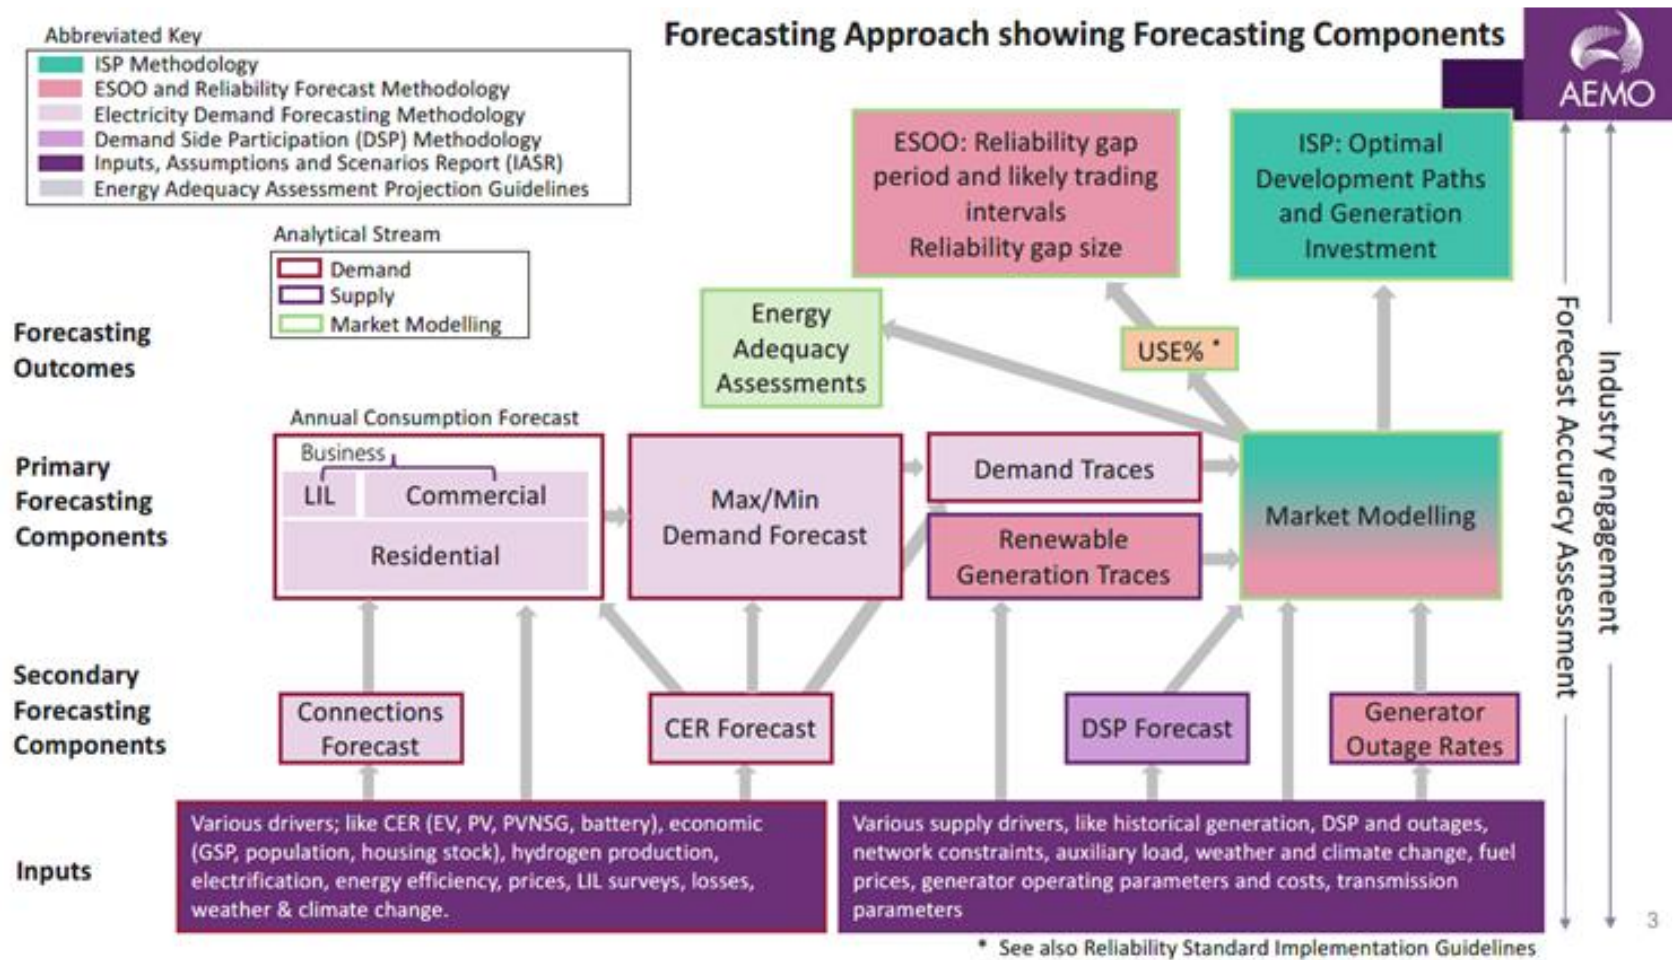 Forecasting Approach showing Forecasting Components
AEMO
Abbreviated Key
ISP Methodology
ESOO and Reliability Forecast Methodology
Electricity Demand Forecasting Methodology
Demand Side Participation (DSP) Methodology
Inputs, Assumptions and Scenarios Report (IASR)
Energy Adequacy Assessment Projection Guidelines
Analytical Stream
Demand
Supply
Market Modelling
Forecasting
Outcomes
ESOO: Reliability gap
period and likely trading
intervals
Reliability gap size
ISP: Optimal
Development Paths
and Generation
Investment
Energy
Adequacy
Assessments
USE% *
Primary
Forecasting
Components
Annual Consumption Forecast
Business
LIL
Commercial
Residential
Max/Min
Demand Forecast
Demand Traces
Renewable
Generation Traces
Market Modelling
Secondary
Forecasting
Components
Connections
Forecast
CER Forecast
DSP Forecast
Generator
Outage Rates
Inputs
Various drivers; like CER (EV, PV, PVNSG, battery), economic
(GSP, population, housing stock), hydrogen production,
electrification, energy efficiency, prices, LIL surveys, losses,
weather & climate change.
Various supply drivers, like historical generation, DSP and outages,
network constraints, auxiliary load, weather and climate change, fuel
prices, generator operating parameters and costs, transmission
parameters
Forecast Accuracy Assessment
Industry engagement
3
* See also Reliability Standard Implementation Guidelines